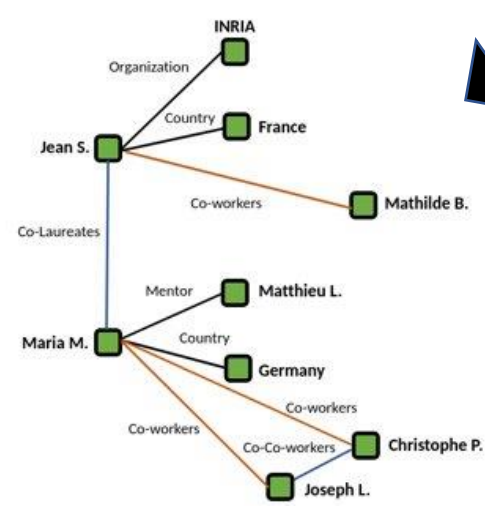 INRIA
Organization
Country
France
Jean S.
Co-workers
Mathilde B.
Co-Laureates
Mentor
Matthieu L.
Country
Maria M.
Germany
Co-workers
Co-workers
Co-Co-workers
Christophe P.
Joseph L.